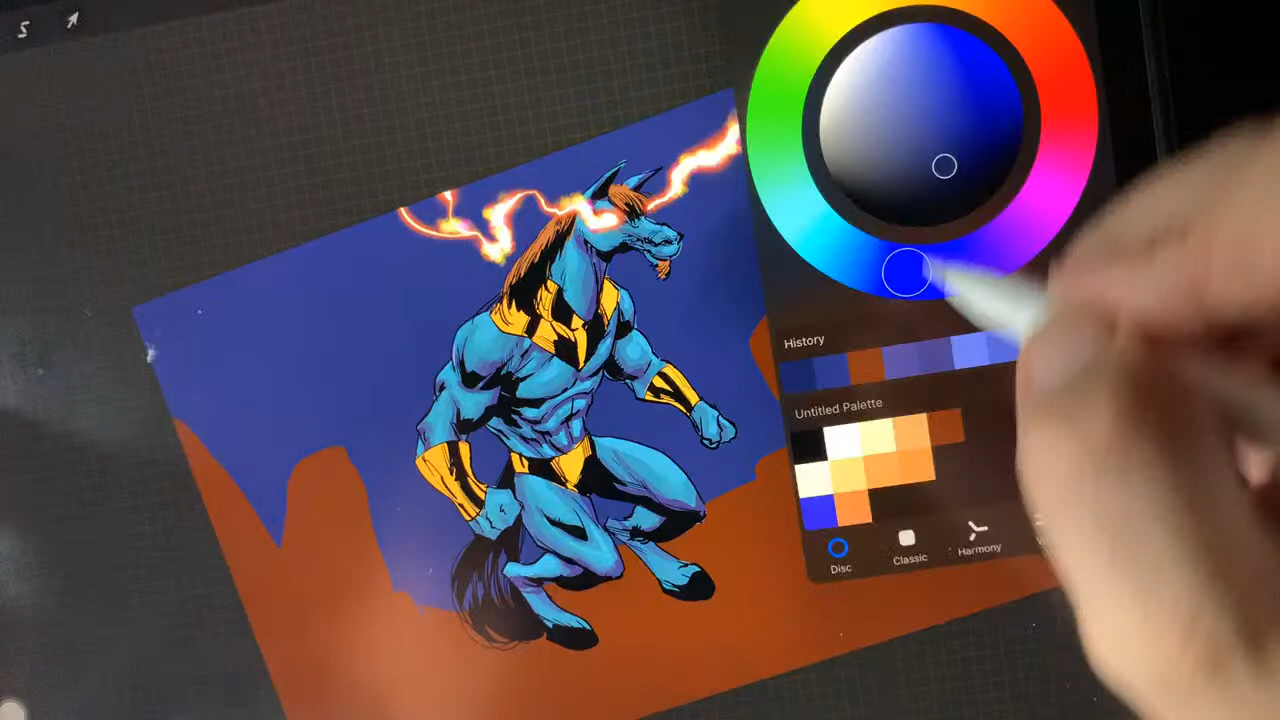 History
Untitled Palette
Disc
Classic
Harmony